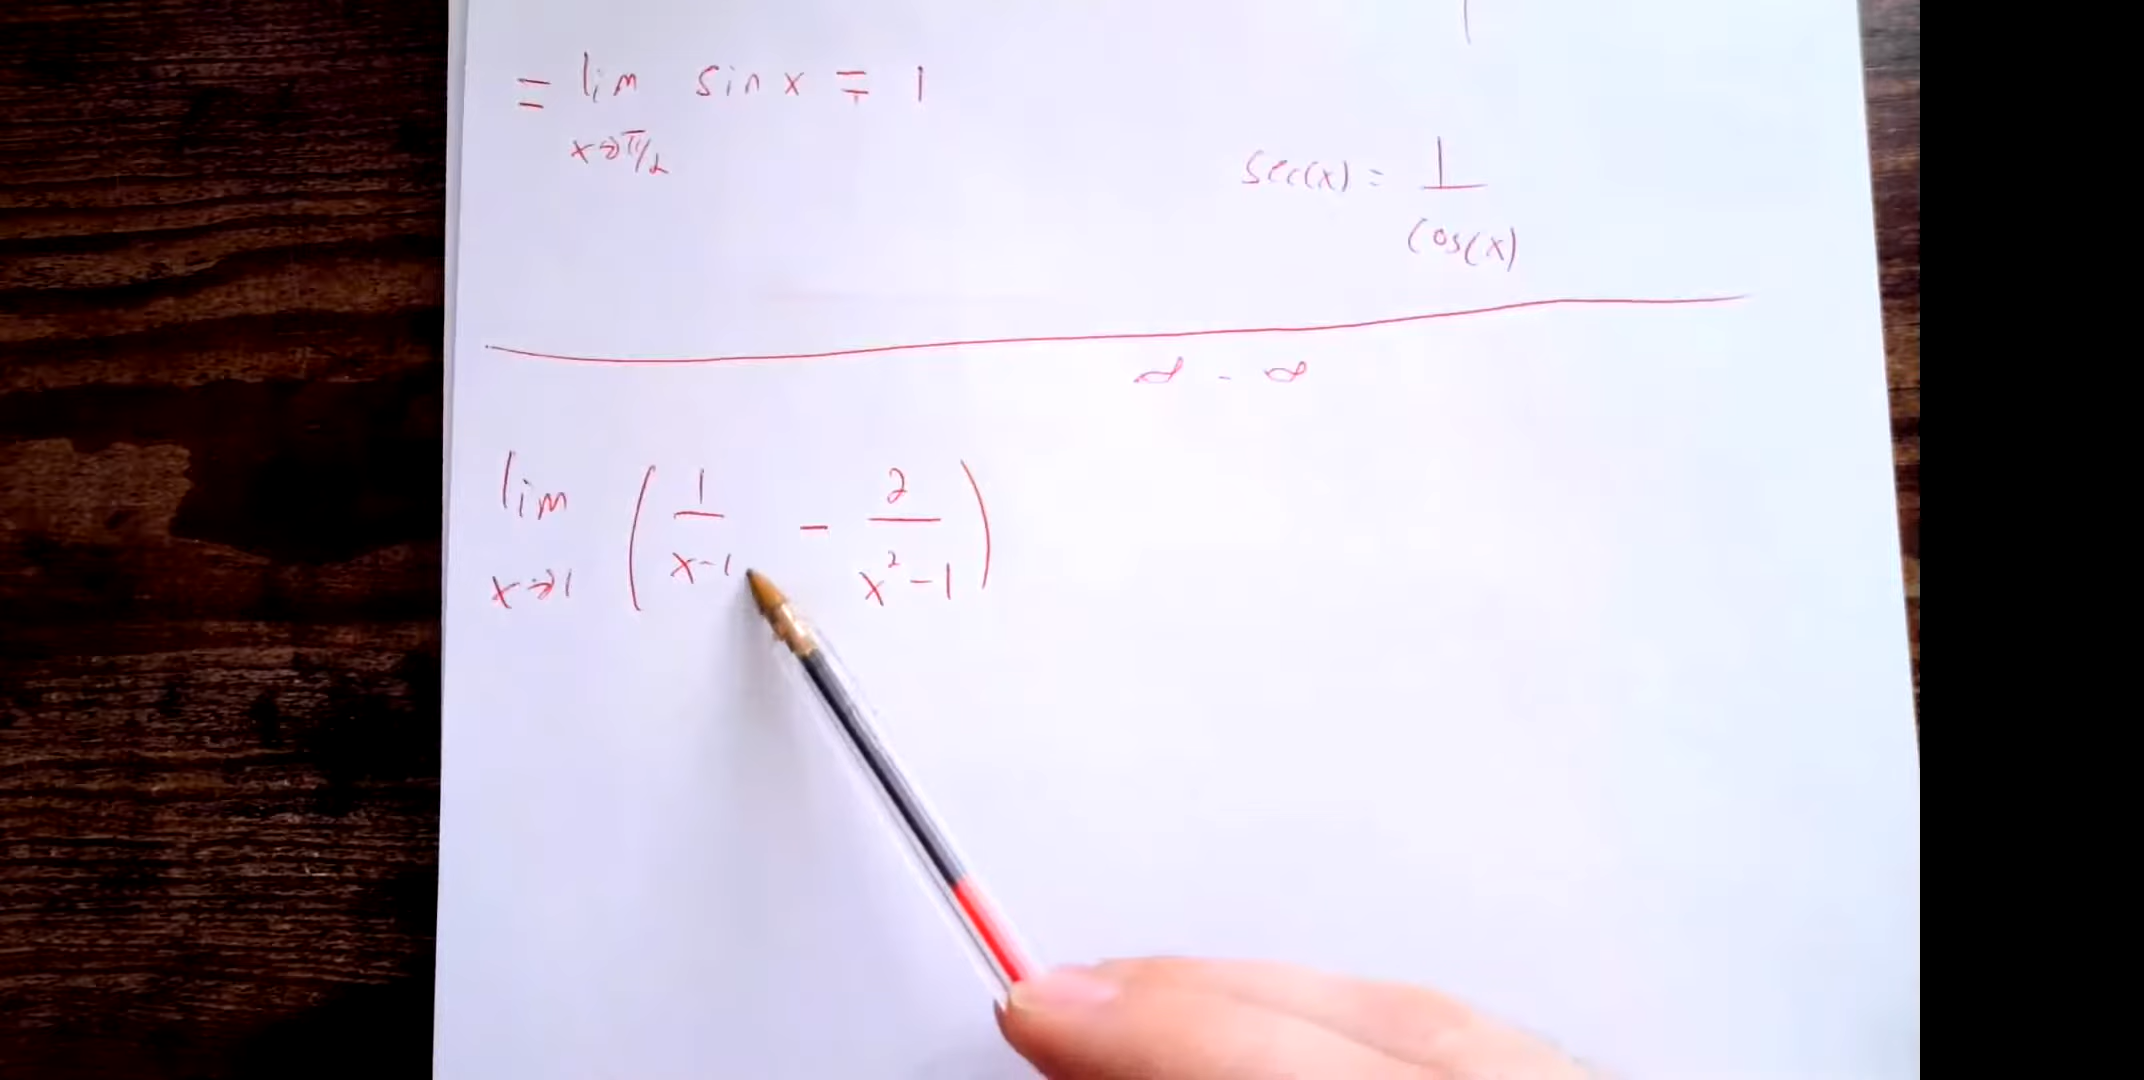 = lim sin x = 1
x→π/2
sec(x) = 1
cos(x)
∞ - ∞
lim ( 1/x-1 - 2/x²-1 )
x→1